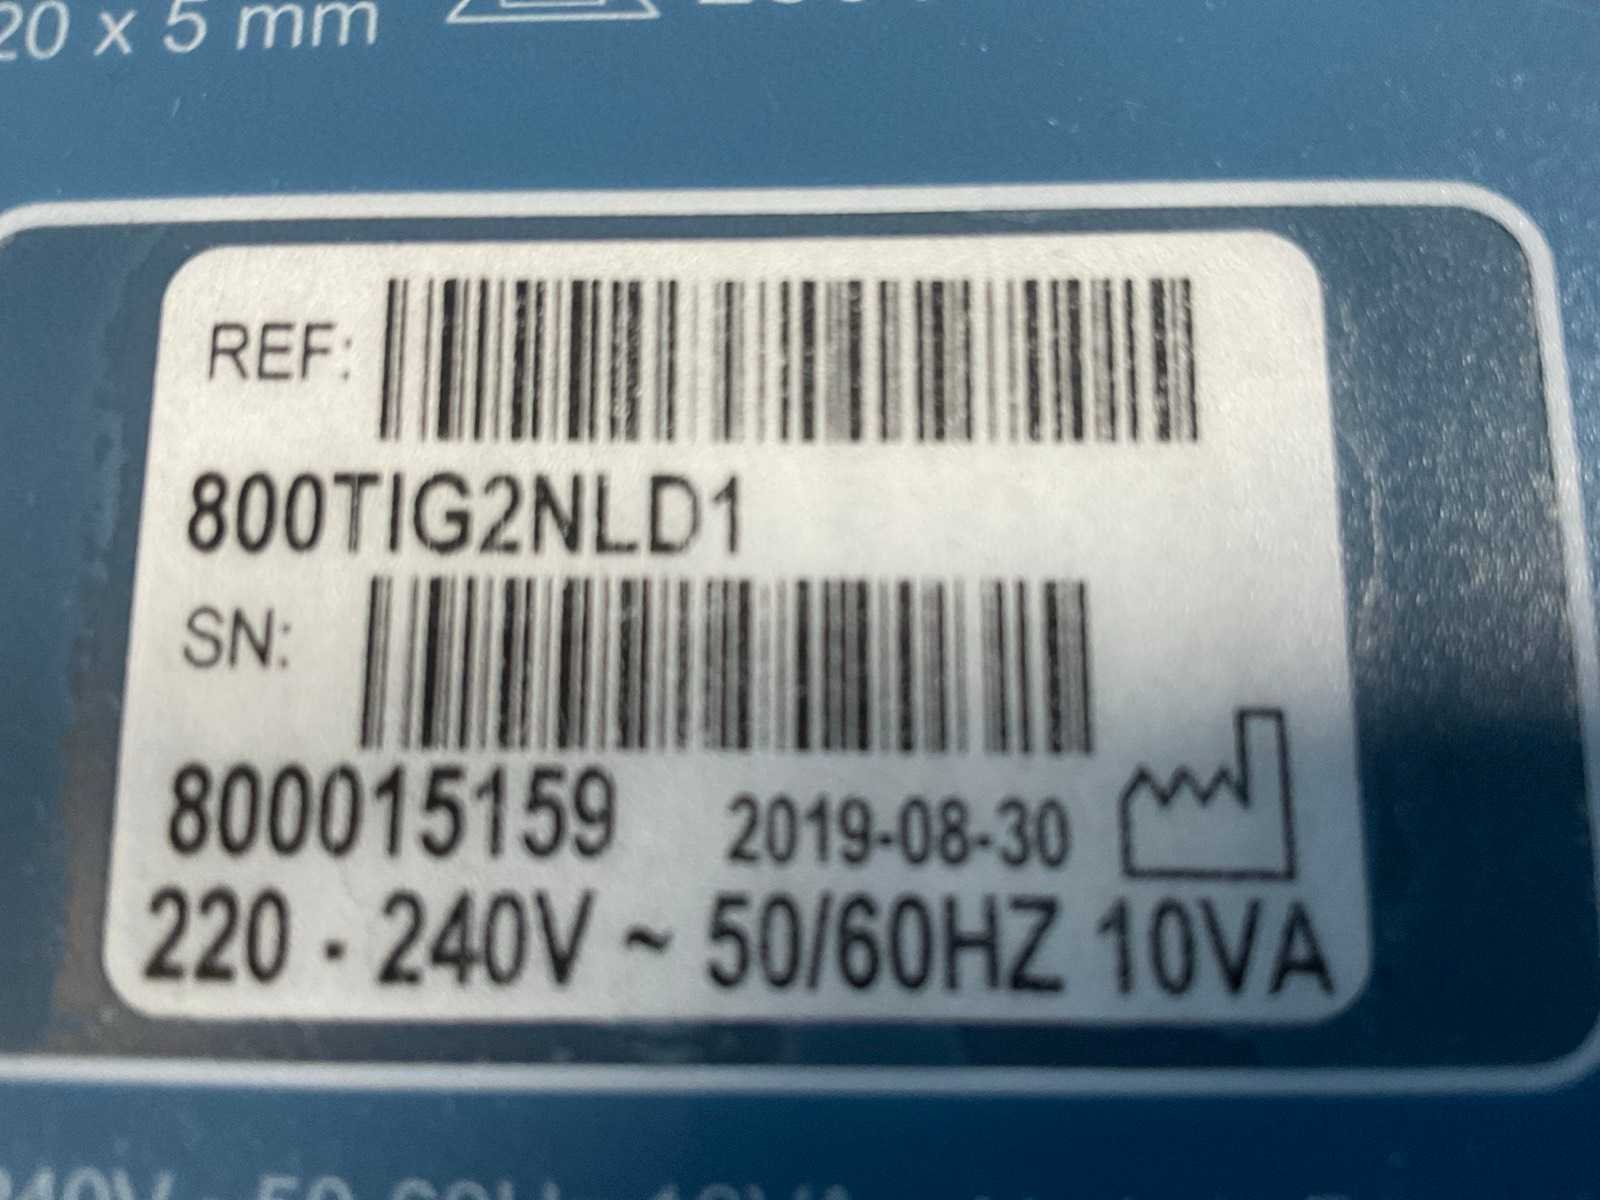 20 x 5 mm
REF:
800TIG2NLD1
SN:
800015159 2019-08-30
220 - 240V ~ 50/60HZ 10VA